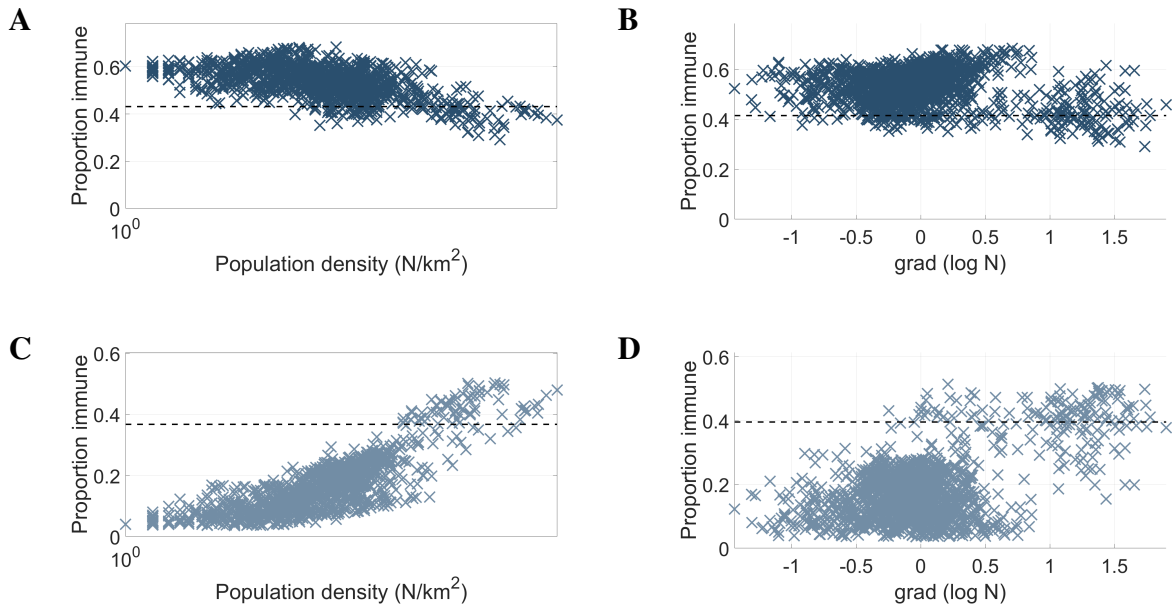 A
Proportion immune
0.6
0.4
0.2
0
10^0
Population density (N/km^2)
B
Proportion immune
0.6
0.4
0.2
0
-1 -0.5 0 0.5 1 1.5
grad (log N)
C
Proportion immune
0.6
0.4
0.2
0
10^0
Population density (N/km^2)
D
Proportion immune
0.6
0.4
0.2
0
-1 -0.5 0 0.5 1 1.5
grad (log N)